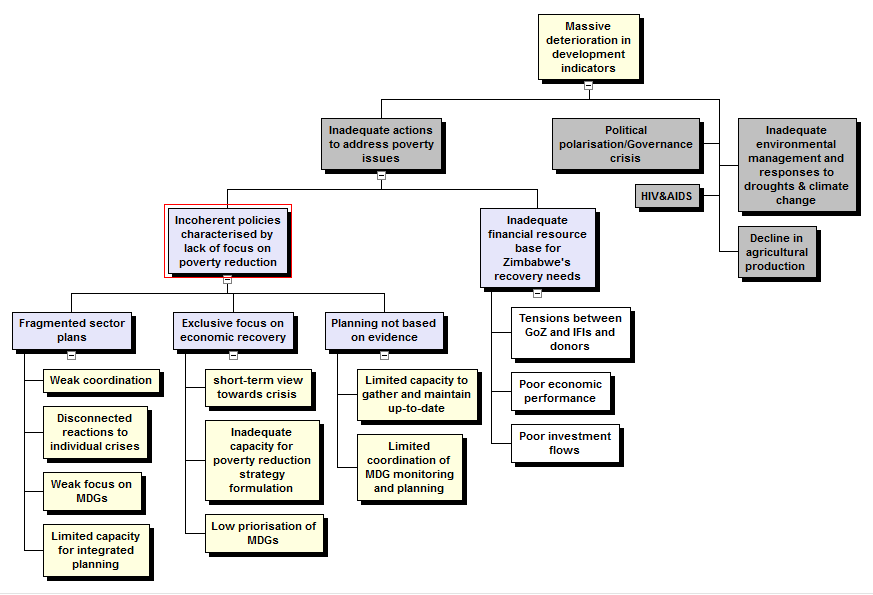 Massive
deterioration in
development
indicators
Inadequate actions
to address poverty
issues
Political
polarisation/Governance
crisis
Inadequate
environmental
management and
responses to
droughts & climate
change
HIV&AIDS
Decline in
agricultural
production
Incoherent policies
characterised by
lack of focus on
poverty reduction
Inadequate
financial resource
base for
Zimbabwe's
recovery needs
Fragmented sector
plans
Exclusive focus on
economic recovery
Planning not based
on evidence
Tensions between
GoZ and IFIs and
donors
Poor economic
performance
Poor investment
flows
Weak coordination
Disconnected
reactions to
individual crises
Weak focus on
MDGs
Limited capacity
for integrated
planning
short-term view
towards crisis
Inadequate
capacity for
poverty reduction
strategy
formulation
Low priorisation of
MDGs
Limited capacity to
gather and maintain
up-to-date
Limited
coordination of
MDG monitoring
and planning